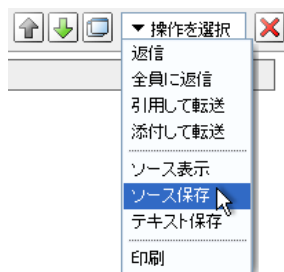 ▼操作を選択
返信
全員に返信
引用して転送
添付して転送
ソース表示
ソース保存
テキスト保存
印刷